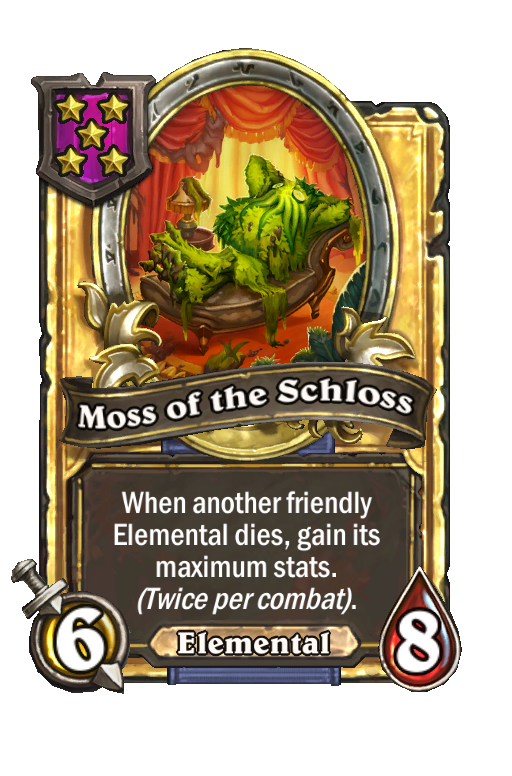 Moss of the Schloss
When another friendly
Elemental dies, gain its
maximum stats.
(Twice per combat).
6
Elemental
8